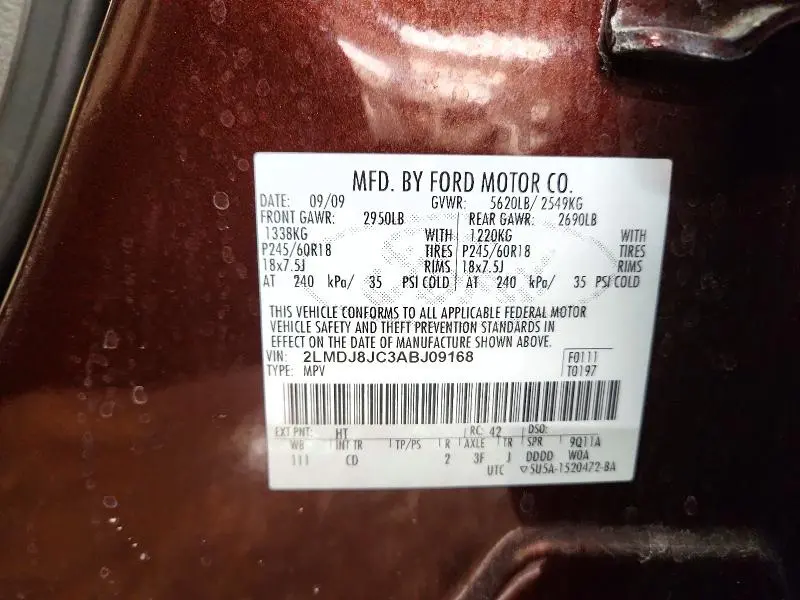 MFD. BY FORD MOTOR CO.
DATE: 09/09 GVWR: 5620LB/ 2549KG
FRONT GAWR: 2950LB REAR GAWR: 2690LB
1338KG WITH 1220KG WITH
P245/60R18 TIRES P245/60R18 TIRES
18x7.5J RIMS 18x7.5J RIMS
AT 240 kPa/ 35 PSI COLD AT 240 kPa/ 35 PSI COLD
THIS VEHICLE CONFORMS TO ALL APPLICABLE FEDERAL MOTOR
VEHICLE SAFETY AND THEFT PREVENTION STANDARDS IN
EFFECT ON THE DATE OF MANUFACTURE SHOWN ABOVE.
VIN: 2LMDJ8JC3ABJ09168 F0111
TYPE: MPV T0197
EXT PNT: HT RC: 42 DSO:
WB INT TR TP/PS R AXLE TR SPR 9Q11A
111 CD 2 3F J DDDD WOA
UTC ▽5U5A-1520472-BA